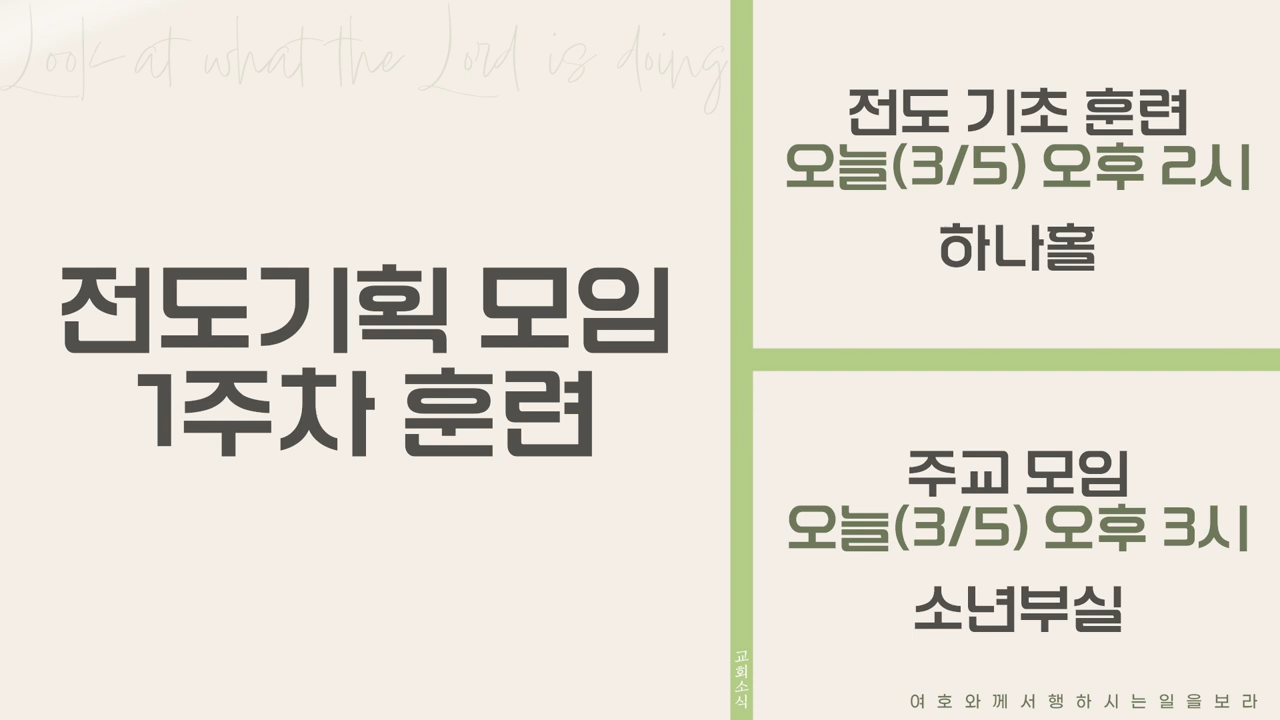 Look at what the Lord is doing
전도기획 모임
1주차 훈련
전도 기초 훈련
오늘(3/5) 오후 2시
하나홀
주교 모임
오늘(3/5) 오후 3시
소년부실
교회소식
여호와께서행하시는일을보라